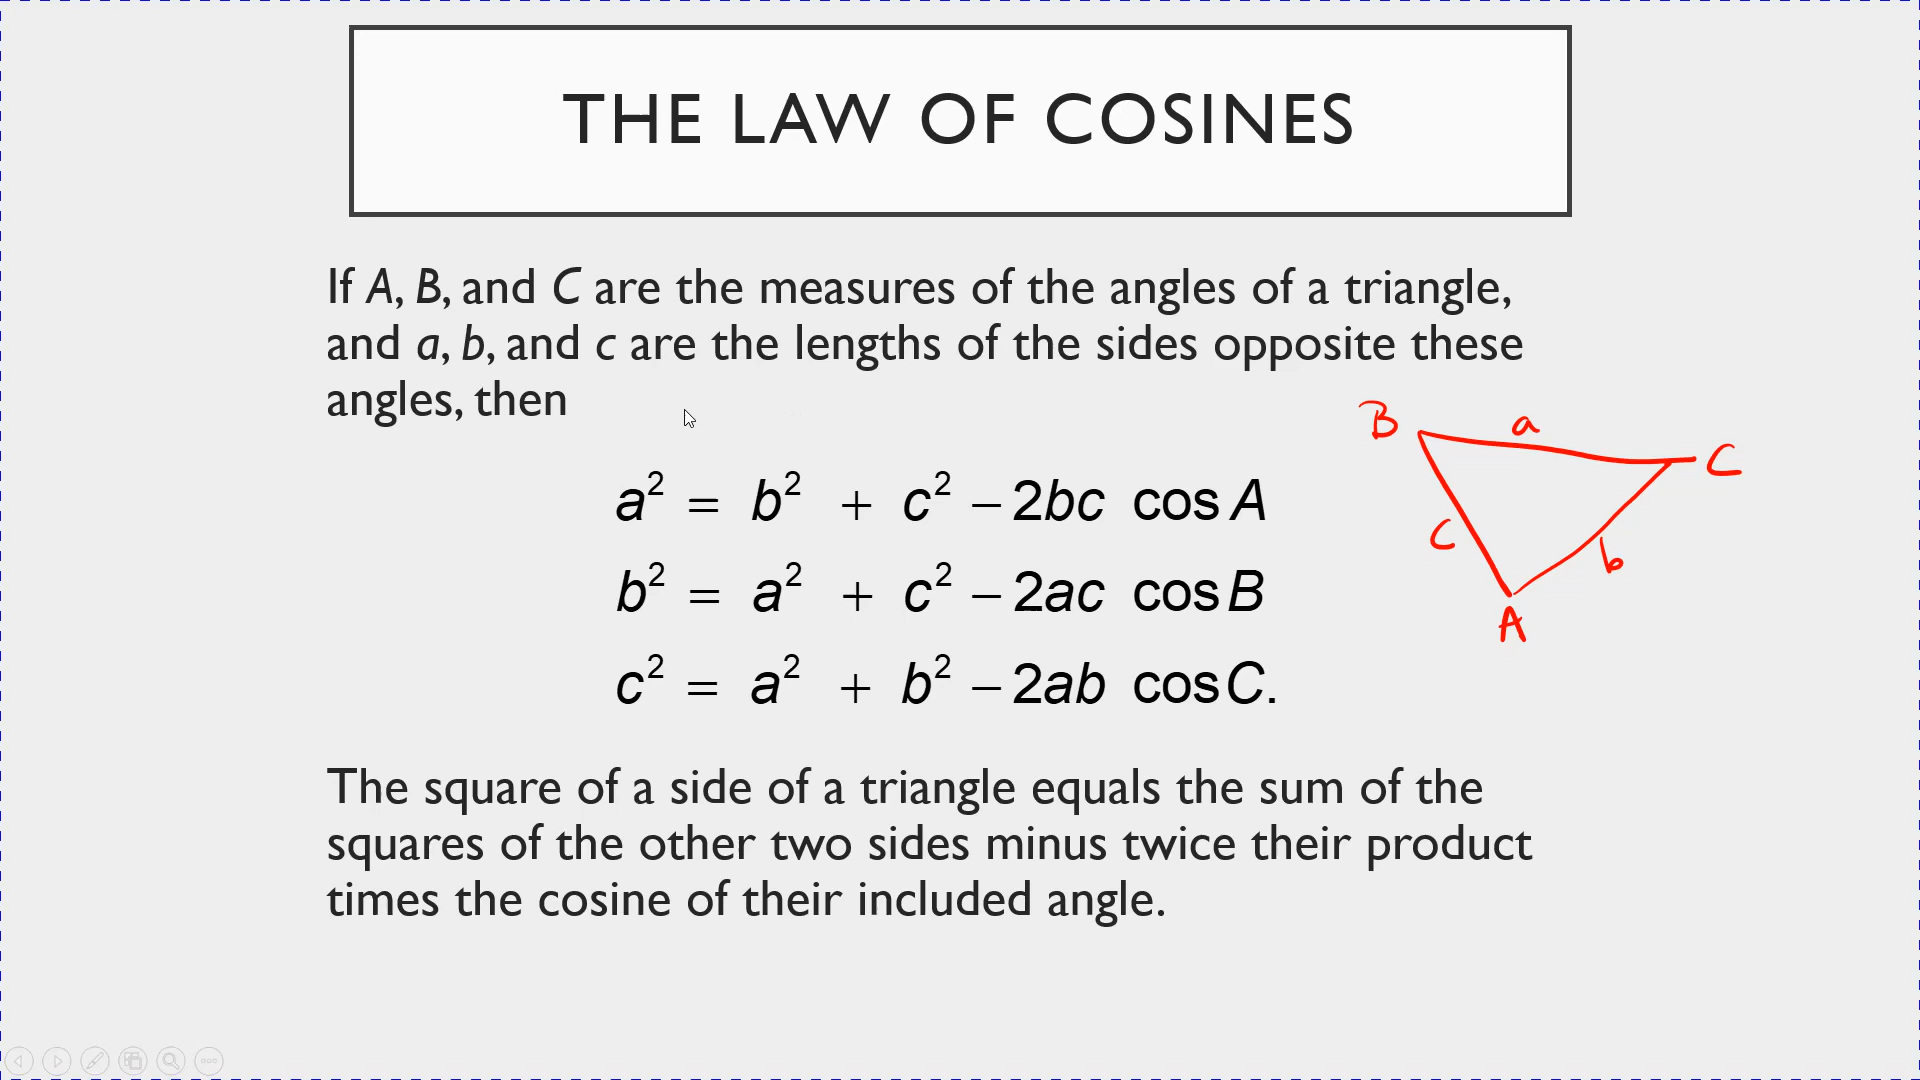 THE LAW OF COSINES
If A, B, and C are the measures of the angles of a triangle,
and a, b, and c are the lengths of the sides opposite these
angles, then
a² = b² + c² – 2bc cos A
b² = a² + c² – 2ac cos B
c² = a² + b² – 2ab cos C.
B
a
C
c
b
A
The square of a side of a triangle equals the sum of the
squares of the other two sides minus twice their product
times the cosine of their included angle.